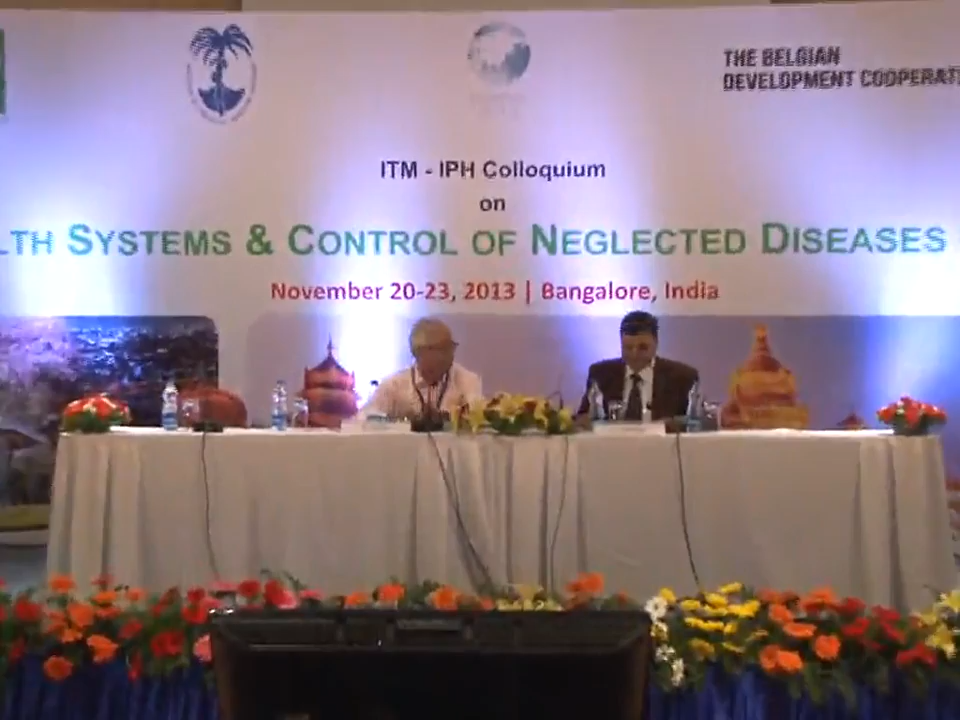 THE BELGIAN
DEVELOPMENT COOPERATI
ITM - IPH Colloquium
on
LTH SYSTEMS & CONTROL OF NEGLECTED DISEASES
November 20-23, 2013 | Bangalore, India